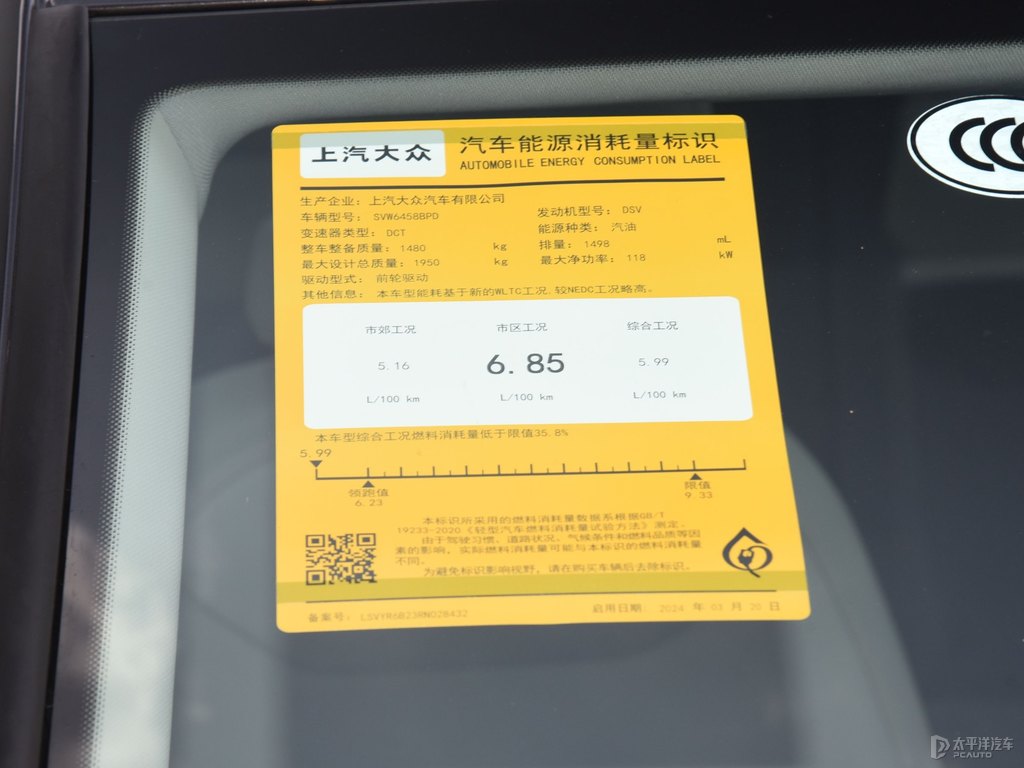 上汽大众
汽车能源消耗量标识
AUTOMOBILE ENERGY CONSUMPTION LABEL
生产企业：上汽大众汽车有限公司
车辆型号：SVW6458BPD
发动机型号：DSV
变速器类型：DCT
能源种类：汽油
整车整备质量：1480 kg
排量：1498 mL
最大设计总质量：1950 kg
最大净功率：118 kW
驱动型式：前轮驱动
其他信息：本车型能耗基于新的WLTC工况,较NEDC工况略高。
市郊工况 市区工况 综合工况
5.16 6.85 5.99
L/100 km L/100 km L/100 km
本车型综合工况燃料消耗量低于限值35.8%
5.99
领跑值 限值
6.23 9.33
本标识所采用的燃料消耗量数据系根据GB/T
19233-2020《轻型汽车燃料消耗量试验方法》测定。
由于驾驶习惯、道路状况、气候条件和燃料品质等因
素的影响，实际燃料消耗量可能与本标识的燃料消耗量
不同。
为避免标识影响视野，请在购买车辆后去除标识。
备案号：LSVYR6B23RN028432
启用日期：2024 年 03 月 20 日
CCC
太平洋汽车
PCAUTO